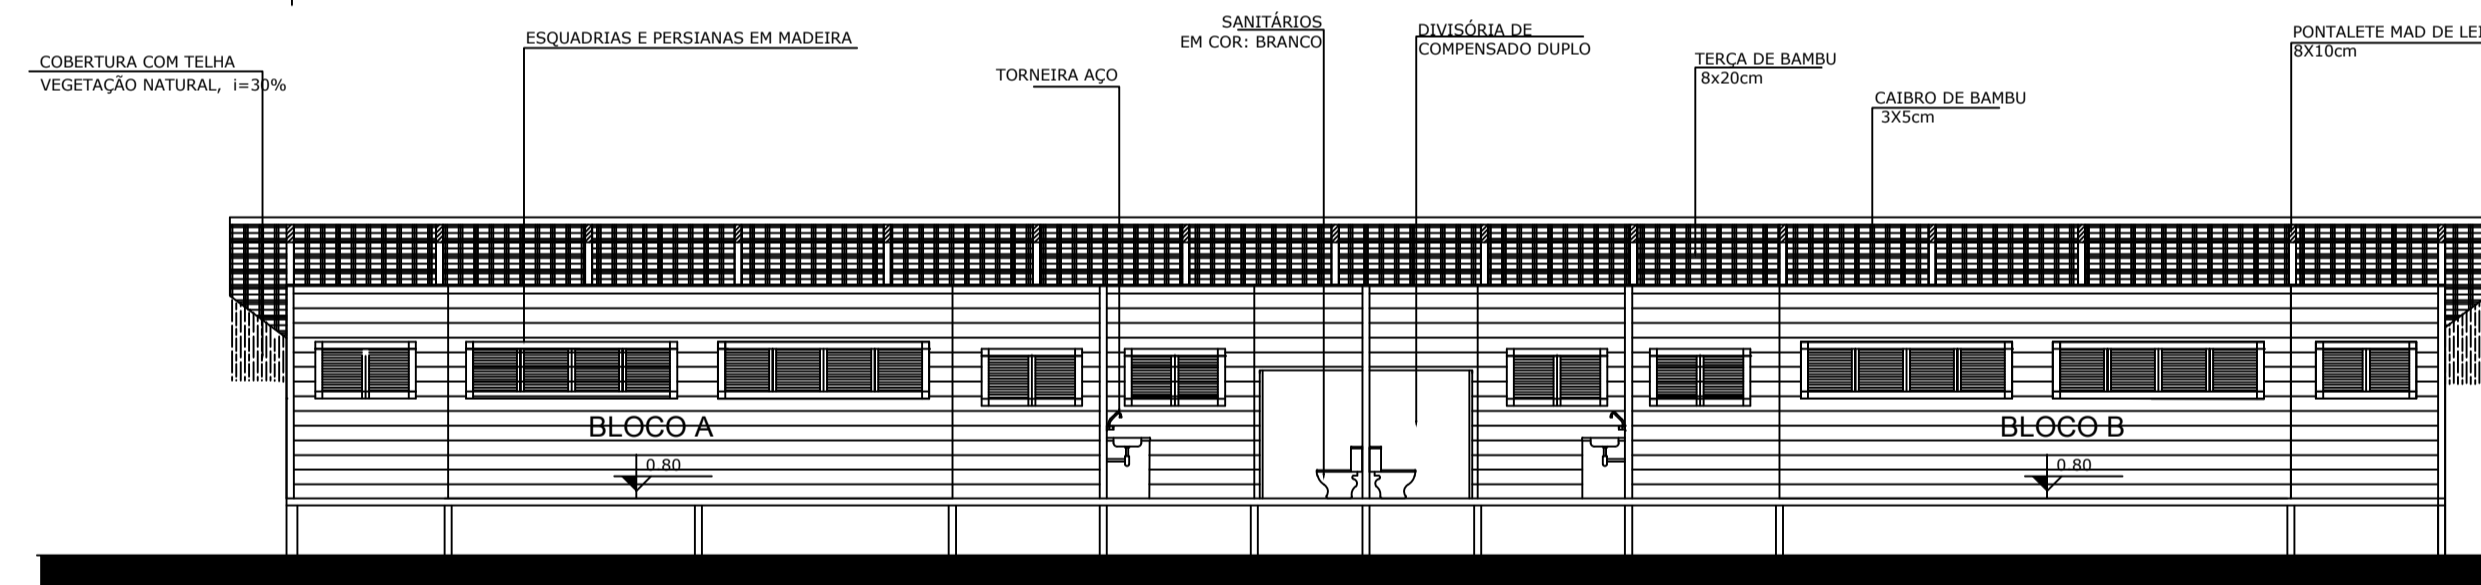 COBERTURA COM TELHA
VEGETAÇÃO NATURAL, i=30%
ESQUADRIAS E PERSIANAS EM MADEIRA
TORNEIRA AÇO
SANITÁRIOS
EM COR: BRANCO
DIVISÓRIA DE
COMPENSADO DUPLO
TERÇA DE BAMBU
8x20cm
CAIBRO DE BAMBU
3X5cm
PONTALETE MAD DE LEI
8X10cm
BLOCO A
0.80
BLOCO B
0.80